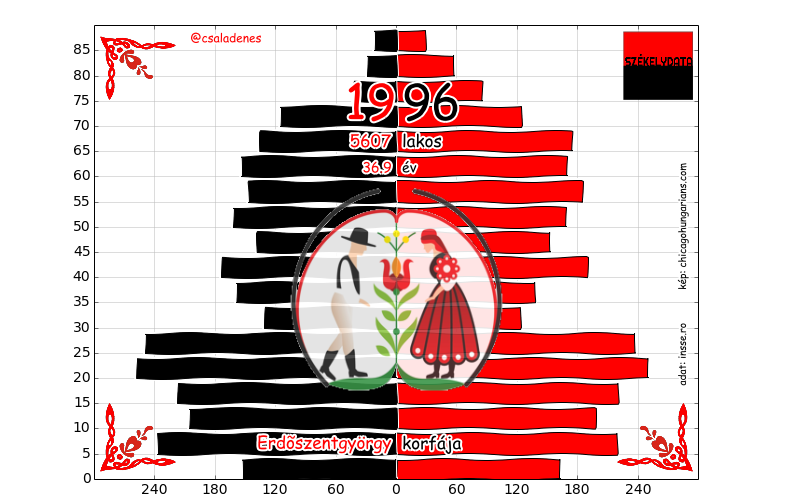 @csaladenes
SZÉKELYDATA
1996
5607 lakos
36.9 év
kép: chicagohungarians.com
adat: insse.ro
Erdőszentgyörgy korfája
85
80
75
70
65
60
55
50
45
40
35
30
25
20
15
10
5
0
240 180 120 60 0 60 120 180 240